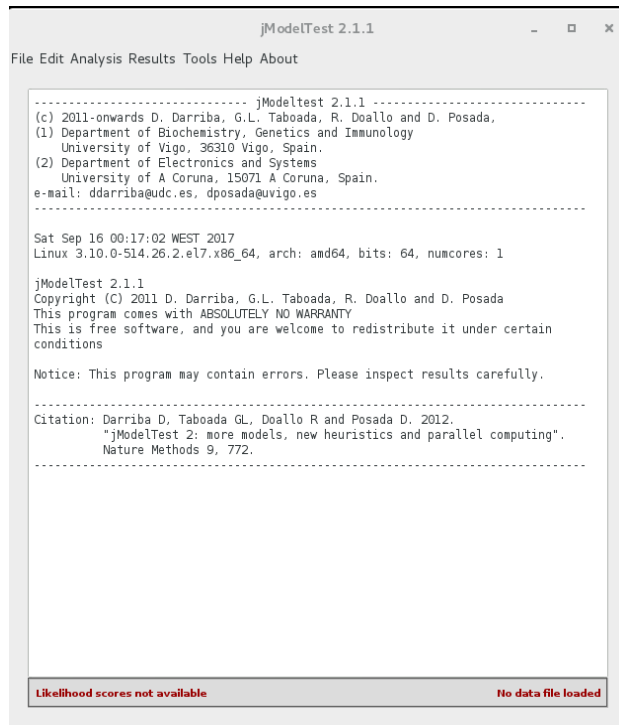 jModelTest 2.1.1
File Edit Analysis Results Tools Help About
------------------------------- jModeltest 2.1.1 -------------------------------
(c) 2011-onwards D. Darriba, G.L. Taboada, R. Doallo and D. Posada,
(1) Department of Biochemistry, Genetics and Immunology
University of Vigo, 36310 Vigo, Spain.
(2) Department of Electronics and Systems
University of A Coruna, 15071 A Coruna, Spain.
e-mail: ddarriba@udc.es, dposada@uvigo.es
--------------------------------------------------------------------------------
Sat Sep 16 00:17:02 WEST 2017
Linux 3.10.0-514.26.2.el7.x86_64, arch: amd64, bits: 64, numcores: 1
jModelTest 2.1.1
Copyright (C) 2011 D. Darriba, G.L. Taboada, R. Doallo and D. Posada
This program comes with ABSOLUTELY NO WARRANTY
This is free software, and you are welcome to redistribute it under certain
conditions
Notice: This program may contain errors. Please inspect results carefully.
--------------------------------------------------------------------------------
Citation: Darriba D, Taboada GL, Doallo R and Posada D. 2012.
"jModelTest 2: more models, new heuristics and parallel computing".
Nature Methods 9, 772.
--------------------------------------------------------------------------------
Likelihood scores not available No data file loaded